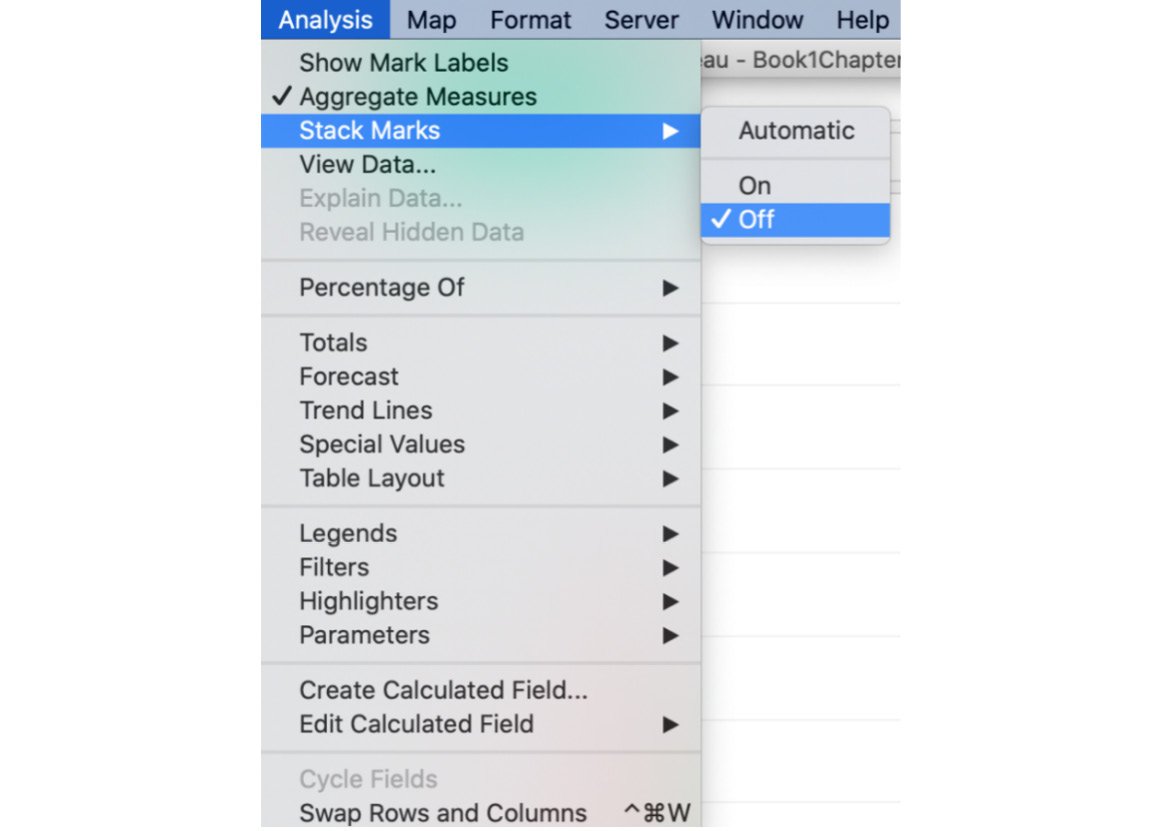 Analysis Map Format Server Window Help
au - Book1Chapter
Show Mark Labels
✓ Aggregate Measures
Stack Marks ▶
View Data...
Explain Data...
Reveal Hidden Data
Percentage Of ▶
Totals ▶
Forecast ▶
Trend Lines ▶
Special Values ▶
Table Layout ▶
Legends ▶
Filters ▶
Highlighters ▶
Parameters ▶
Create Calculated Field...
Edit Calculated Field ▶
Cycle Fields
Swap Rows and Columns ^⌘W
Automatic
On
✓ Off